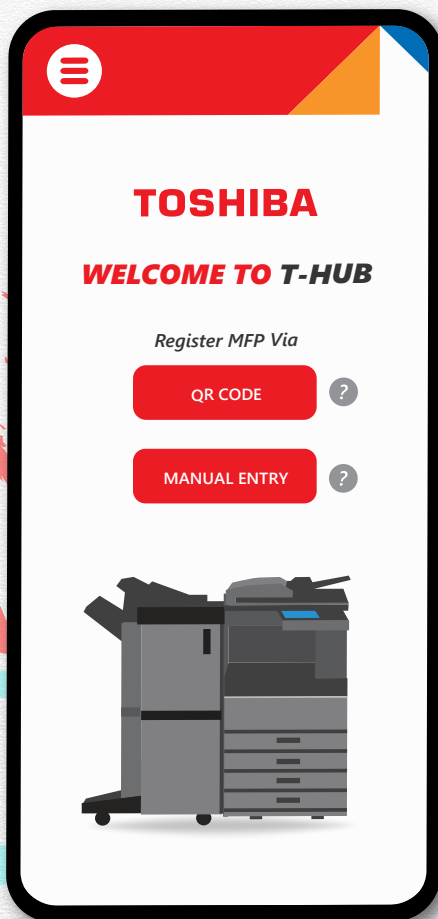 TOSHIBA
WELCOME TO T-HUB
Register MFP Via
QR CODE ?
MANUAL ENTRY ?